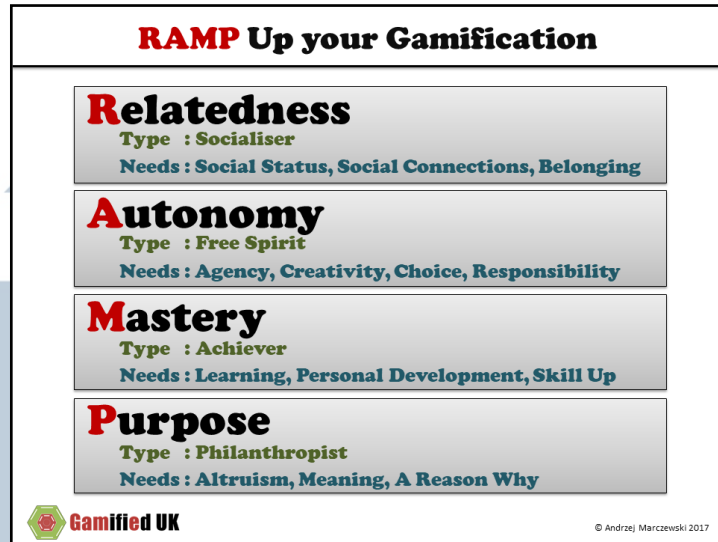 RAMP Up your Gamification
Relatedness
Type : Socialiser
Needs : Social Status, Social Connections, Belonging
Autonomy
Type : Free Spirit
Needs : Agency, Creativity, Choice, Responsibility
Mastery
Type : Achiever
Needs : Learning, Personal Development, Skill Up
Purpose
Type : Philanthropist
Needs : Altruism, Meaning, A Reason Why
Gamified UK
© Andrzej Marczewski 2017